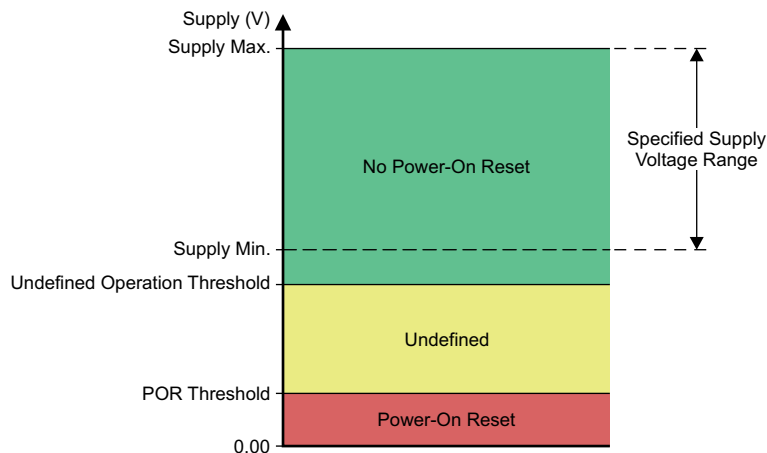 Supply (V)
Supply Max.
No Power-On Reset
Specified Supply
Voltage Range
Supply Min.
Undefined Operation Threshold
Undefined
POR Threshold
Power-On Reset
0.00